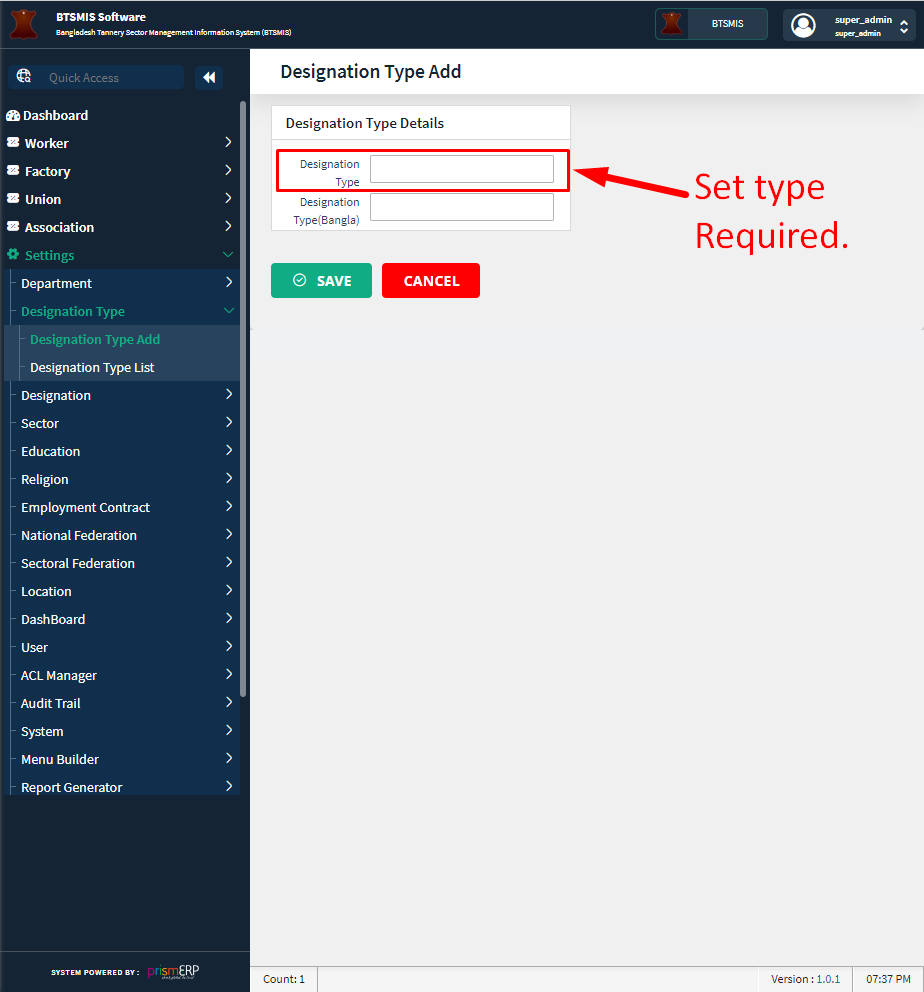 BTSMIS Software
Bangladesh Tannery Sector Management Information System (BTSMIS)
BTSMIS
super_admin
super_admin
Quick Access
Dashboard
Worker
Factory
Union
Association
Settings
Department
Designation Type
Designation Type Add
Designation Type List
Designation
Sector
Education
Religion
Employment Contract
National Federation
Sectoral Federation
Location
DashBoard
User
ACL Manager
Audit Trail
System
Menu Builder
Report Generator
SYSTEM POWERED BY :
prismERP
Designation Type Add
Designation Type Details
Designation
Type
Designation
Type(Bangla)
SAVE
CANCEL
Set type
Required.
Count: 1
Version : 1.0.1
07:37 PM